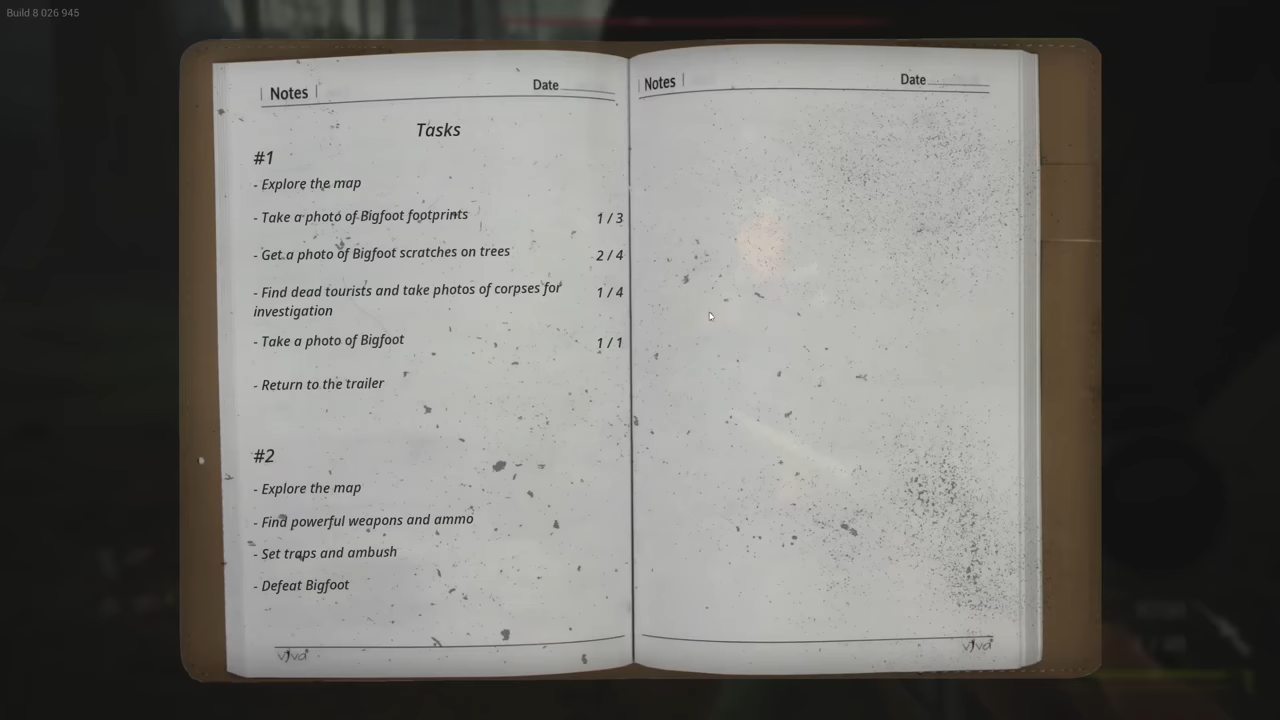 Build 8 026 945
Notes
Date
Tasks
#1
- Explore the map
- Take a photo of Bigfoot footprints 1 / 3
- Get a photo of Bigfoot scratches on trees 2 / 4
- Find dead tourists and take photos of corpses for 1 / 4
investigation
- Take a photo of Bigfoot 1 / 1
- Return to the trailer
#2
- Explore the map
- Find powerful weapons and ammo
- Set traps and ambush
- Defeat Bigfoot
viva
Notes
Date
viva